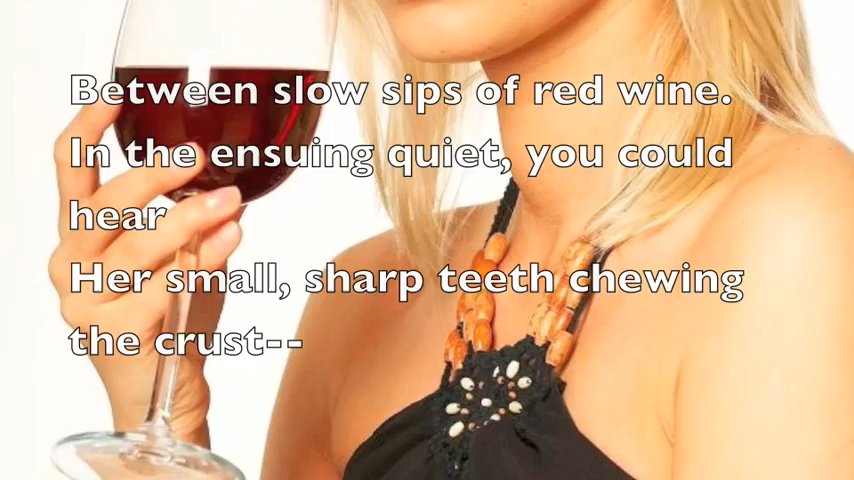 Between slow sips of red wine.
In the ensuing quiet, you could
hear
Her small, sharp teeth chewing
the crust--